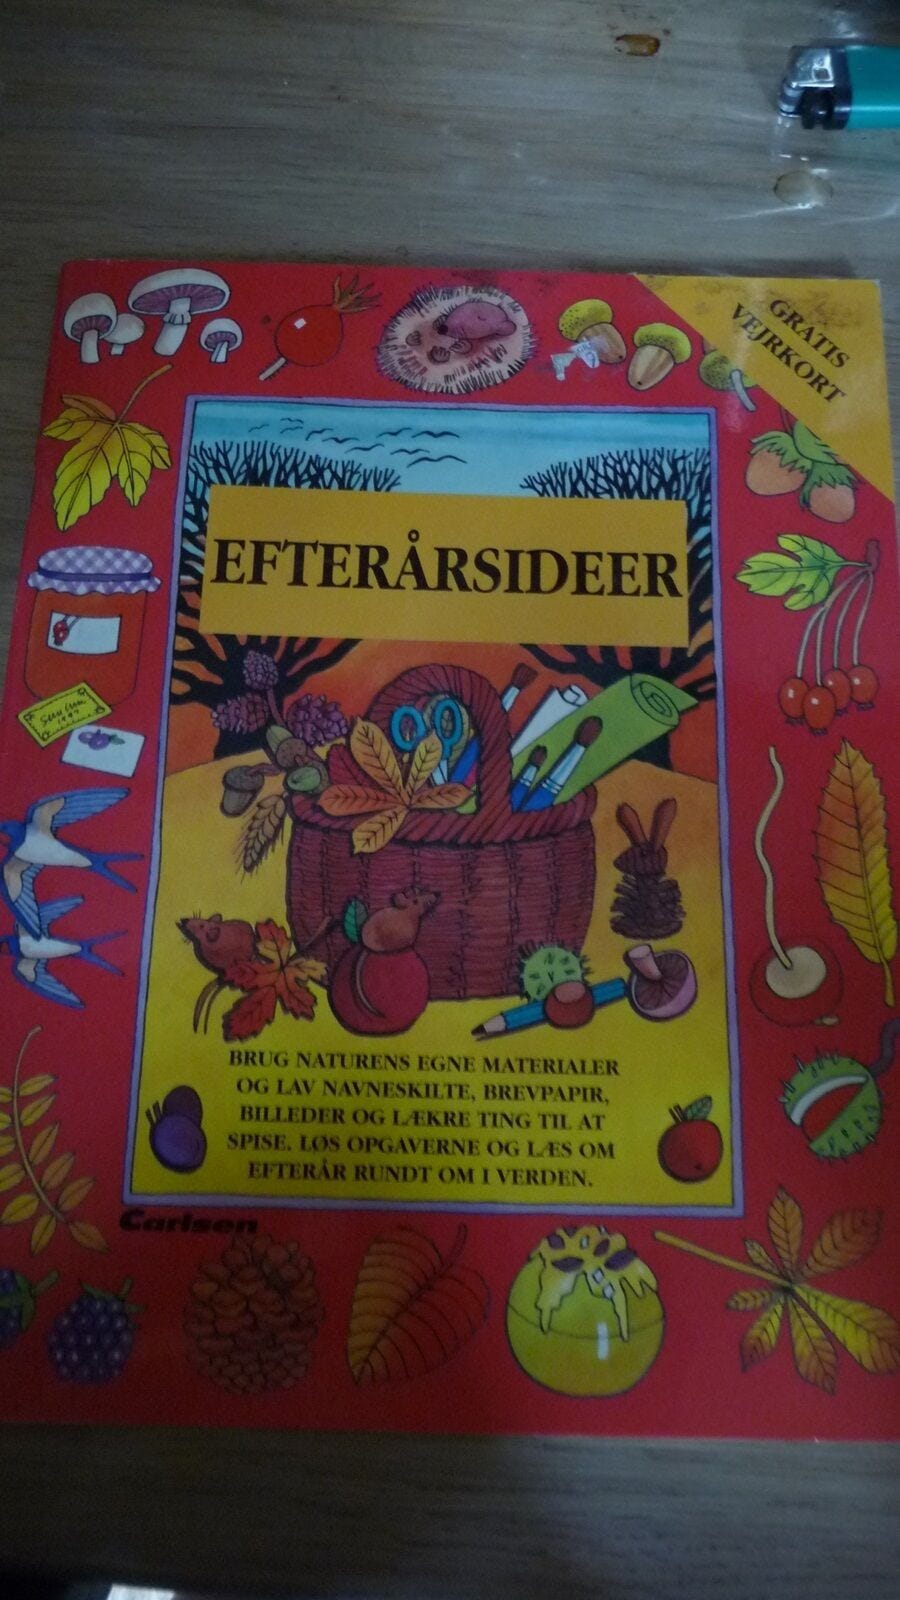 GRATIS
VEJRKORT
EFTERÅRSIDEER
BRUG NATURENS EGNE MATERIALER
OG LAV NAVNESKILTE, BREVPAPIR,
BILLEDER OG LÆKRE TING TIL AT
SPISE. LØS OPGAVERNE OG LÆS OM
EFTERÅR RUNDT OM I VERDEN.
Carlsen